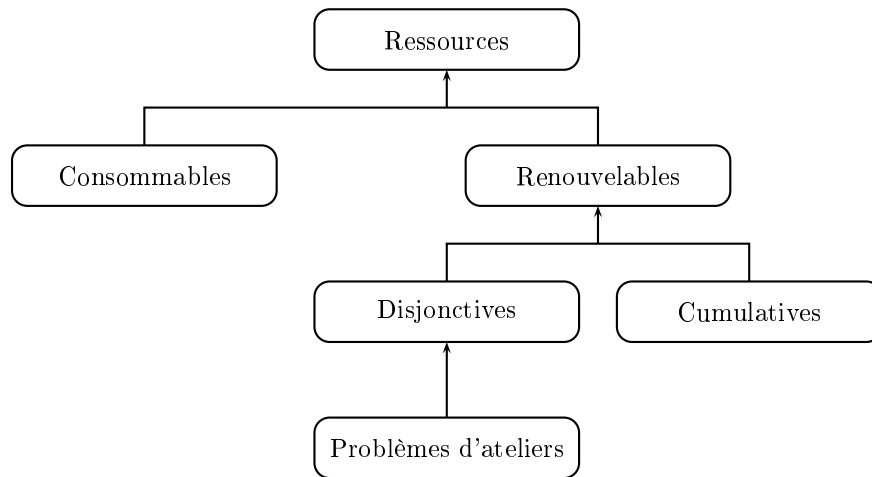 Ressources
Consommables
Renouvelables
Disjonctives
Cumulatives
Problèmes d'ateliers